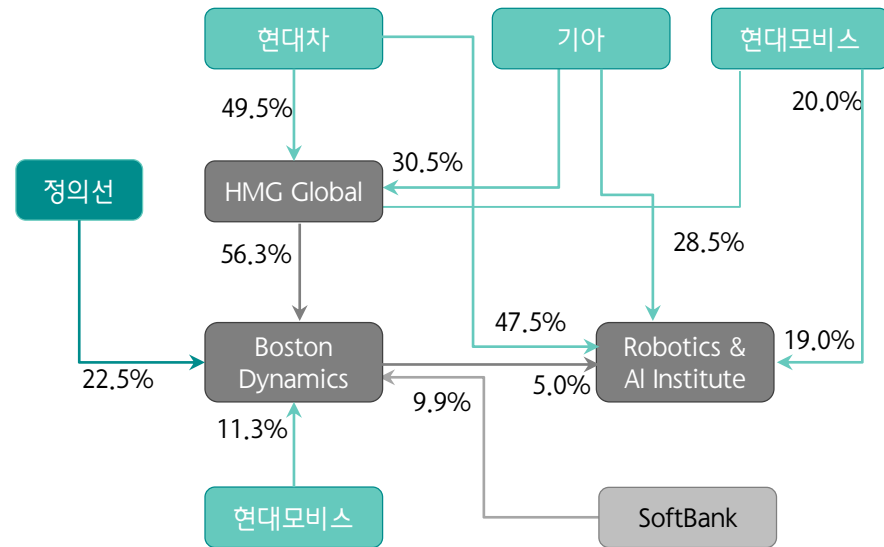 현대차
기아
현대모비스
49.5%
20.0%
30.5%
정의선
HMG Global
56.3%
28.5%
Boston
Dynamics
47.5%
Robotics &
AI Institute
19.0%
22.5%
9.9%
5.0%
11.3%
현대모비스
SoftBank